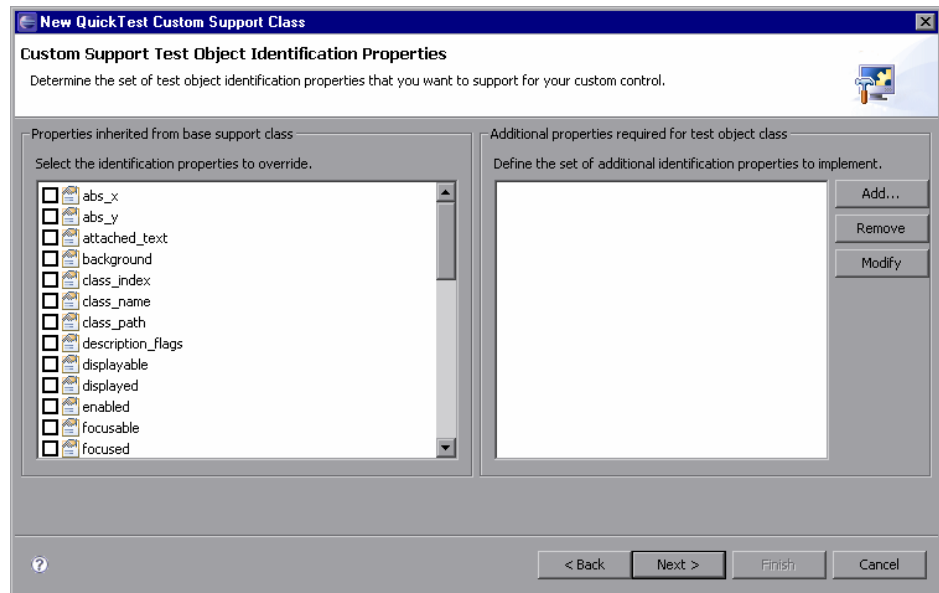 New QuickTest Custom Support Class
Custom Support Test Object Identification Properties
Determine the set of test object identification properties that you want to support for your custom control.
Properties inherited from base support class
Select the identification properties to override.
abs_x
abs_y
attached_text
background
class_index
class_name
class_path
description_flags
displayable
displayed
enabled
focusable
focused
Additional properties required for test object class
Define the set of additional identification properties to implement.
Add...
Remove
Modify
?
< Back
Next >
Finish
Cancel